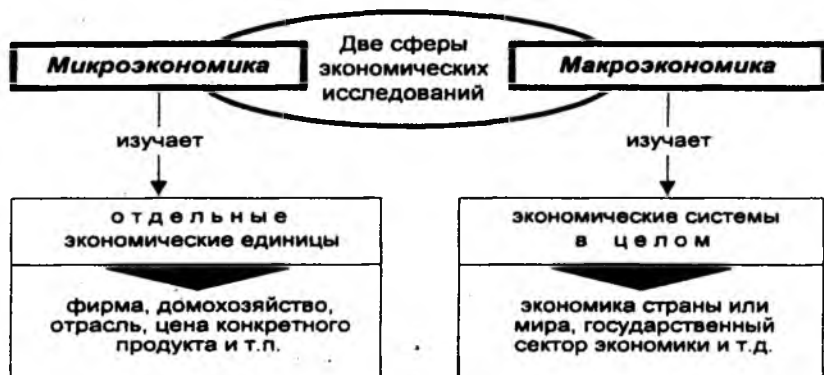 Две сферы
экономических
исследований
Микроэкономика
Макроэкономика
изучает
изучает
отдельные
экономические единицы
экономические системы
в целом
фирма, домохозяйство,
отрасль, цена конкретного
продукта и т.п.
экономика страны или
мира, государственный
сектор экономики и т.д.